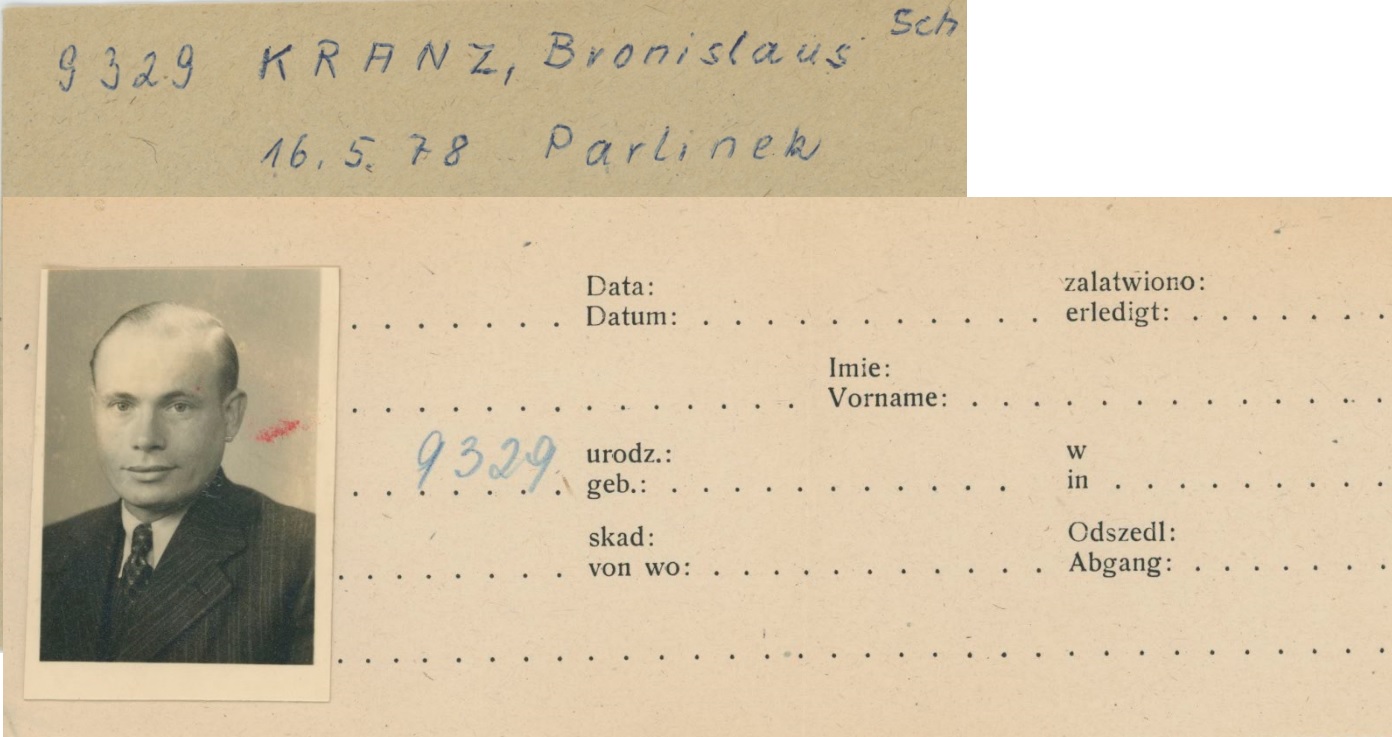 Sch
9329 KRANZ, Bronislaus
16.5.78 Parlinek
Data: zalatwiono:
Datum: erledigt:
Imie:
Vorname:
9329 urodz.: w
geb.: in
skad: Odszedl:
von wo: Abgang: